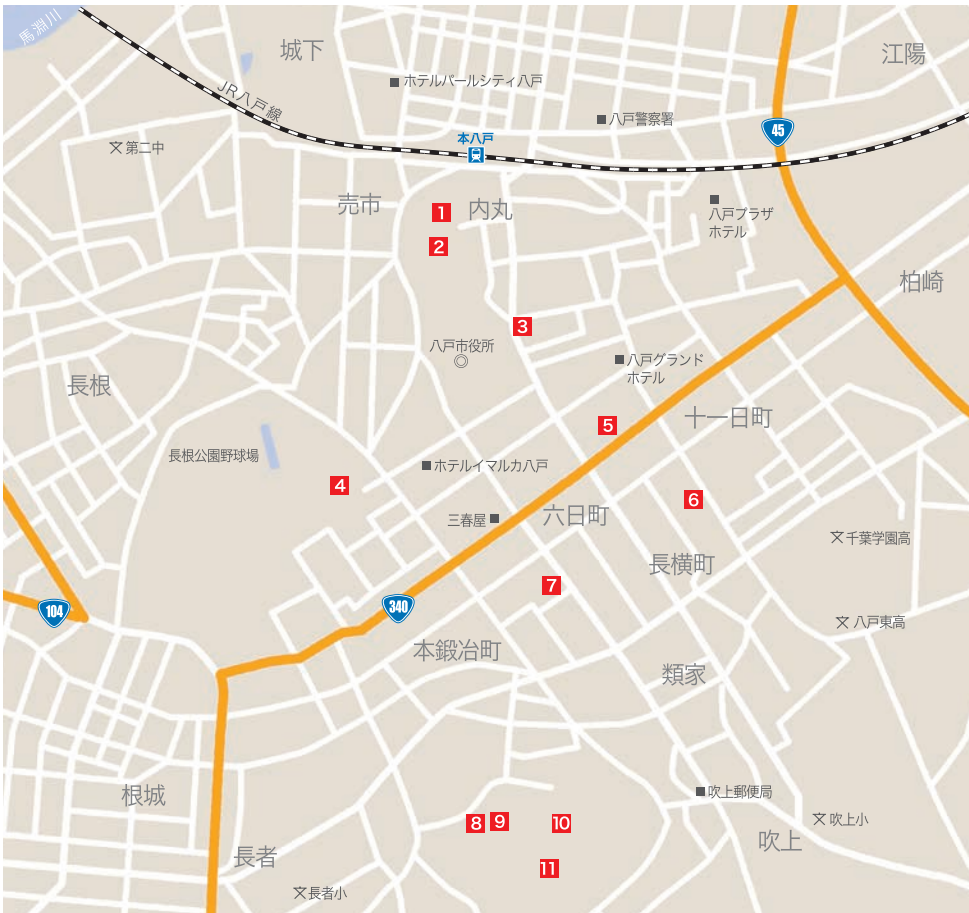 馬淵川
城下
江陽
ホテルパールシティ八戸
JR八戸線
八戸警察署
45
本八戸
第二中
売市
1
内丸
八戸プラザ
ホテル
2
柏崎
3
八戸市役所
八戸グランド
ホテル
長根
十一日町
5
長根公園野球場
ホテルイマルカ八戸
4
6
三春屋
六日町
千葉学園高
長横町
7
104
340
八戸東高
本鍛冶町
類家
根城
吹上郵便局
8
9
10
吹上小
吹上
長者
11
長者小